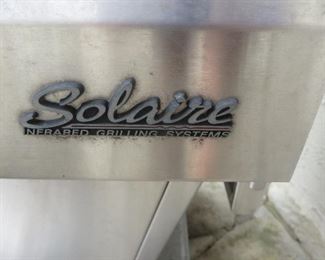 Solaire
INFRARED GRILLING SYSTEMS